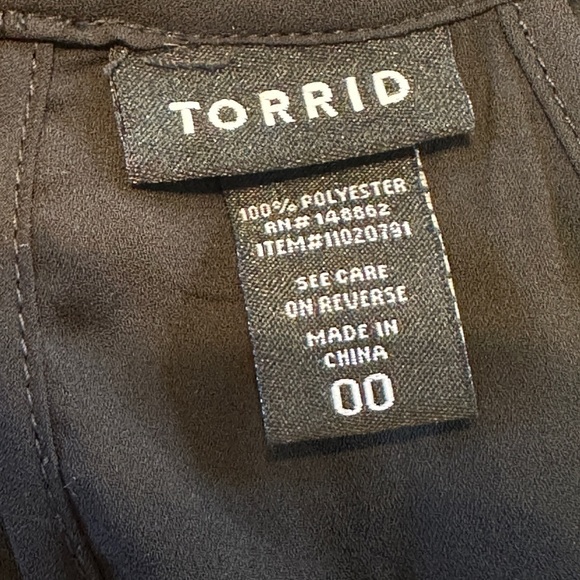 TORRID
100% POLYESTER
RN# 148862
ITEM#11020791
SEE CARE
ON REVERSE
MADE IN
CHINA
00